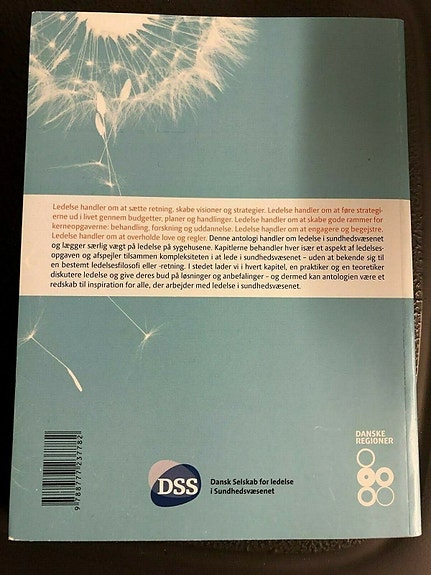 Ledelse handler om at sætte retning, skabe visioner og strategier. Ledelse handler om at føre strategi-
erne ud i livet gennem budgetter, planer og handlinger. Ledelse handler om at skabe gode rammer for
kerneopgaverne: behandling, forskning og uddannelse. Ledelse handler om at engagere og begejstre.
Ledelse handler om at overholde love og regler. Denne antologi handler om ledelse i sundhedsvæsenet
og lægger særlig vægt på ledelse på sygehusene. Kapitlerne behandler hver især et aspekt af ledelses-
opgaven og afspejler tilsammen kompleksiteten i at lede i sundhedsvæsenet – uden at bekende sig til
en bestemt ledelsesfilosofi eller -retning. I stedet lader vi i hvert kapitel, en praktiker og en teoretiker
diskutere ledelse og give deres bud på løsninger og anbefalinger – og dermed kan antologien være et
redskab til inspiration for alle, der arbejder med ledelse i sundhedsvæsenet.
DANSKE
REGIONER
DSS
Dansk Selskab for ledelse
i Sundhedsvæsenet
9 788777 237782